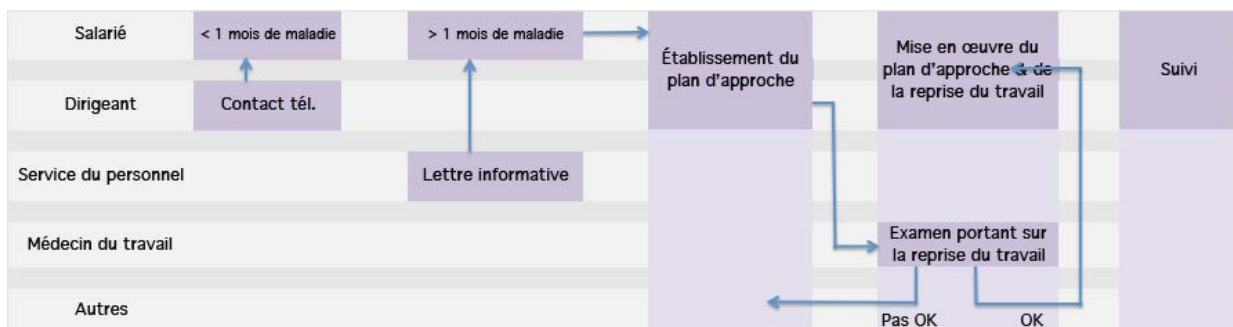 Salarié
< 1 mois de maladie
> 1 mois de maladie
Établissement du
plan d'approche
Mise en œuvre du
plan d'approche & de
la reprise du travail
Suivi
Dirigeant
Contact tél.
Service du personnel
Lettre informative
Médecin du travail
Examen portant sur
la reprise du travail
Autres
Pas OK
OK